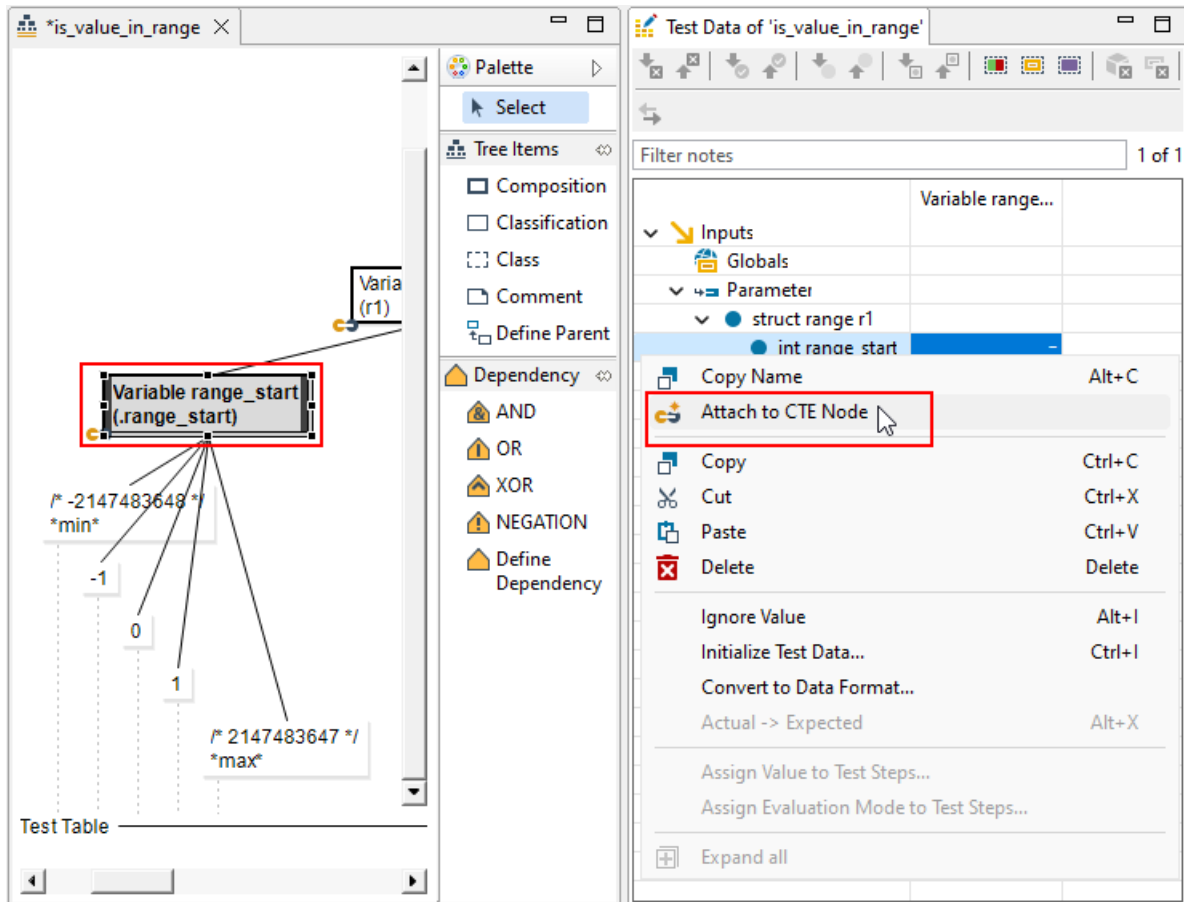 *is_value_in_range
Palette
Select
Tree Items
Composition
Classification
Class
Comment
Define Parent
Dependency
AND
OR
XOR
NEGATION
Define
Dependency
Varia
(r1)
Variable range_start
(.range_start)
/* -2147483648 */
*min*
-1
0
1
/* 2147483647 */
*max*
Test Table
Test Data of 'is_value_in_range'
Filter notes
1 of 1
Variable range...
Inputs
Globals
Parameter
struct range r1
int range_start
Copy Name Alt+C
Attach to CTE Node
Copy Ctrl+C
Cut Ctrl+X
Paste Ctrl+V
Delete Delete
Ignore Value Alt+I
Initialize Test Data... Ctrl+I
Convert to Data Format...
Actual -> Expected Alt+X
Assign Value to Test Steps...
Assign Evaluation Mode to Test Steps...
Expand all